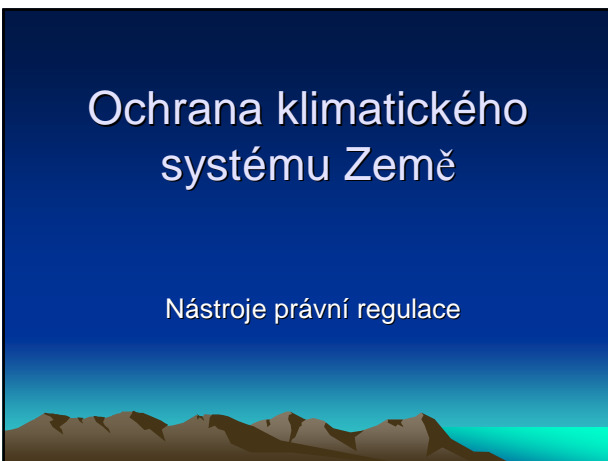 Ochrana klimatického
systému Země
Nástroje právní regulace